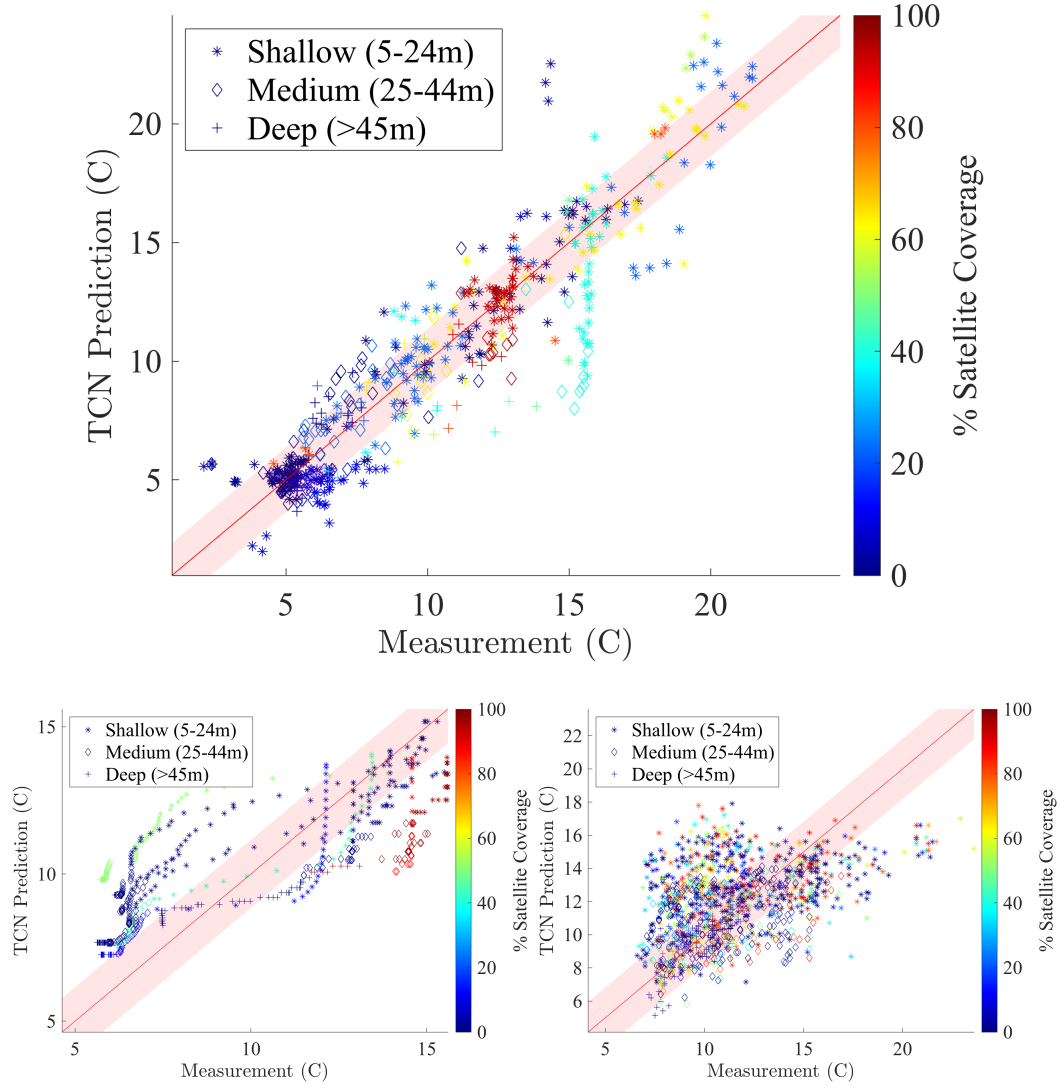 Shallow (5-24m)
Medium (25-44m)
Deep (>45m)
20
15
10
5
TCN Prediction (C)
5
10
15
20
Measurement (C)
100
80
60
40
20
0
% Satellite Coverage
Shallow (5-24m)
Medium (25-44m)
Deep (>45m)
15
10
5
TCN Prediction (C)
5
10
15
Measurement (C)
100
80
60
40
20
0
% Satellite Coverage
Shallow (5-24m)
Medium (25-44m)
Deep (>45m)
22
20
18
16
14
12
10
8
6
TCN Prediction (C)
5
10
15
20
Measurement (C)
100
80
60
40
20
0
% Satellite Coverage